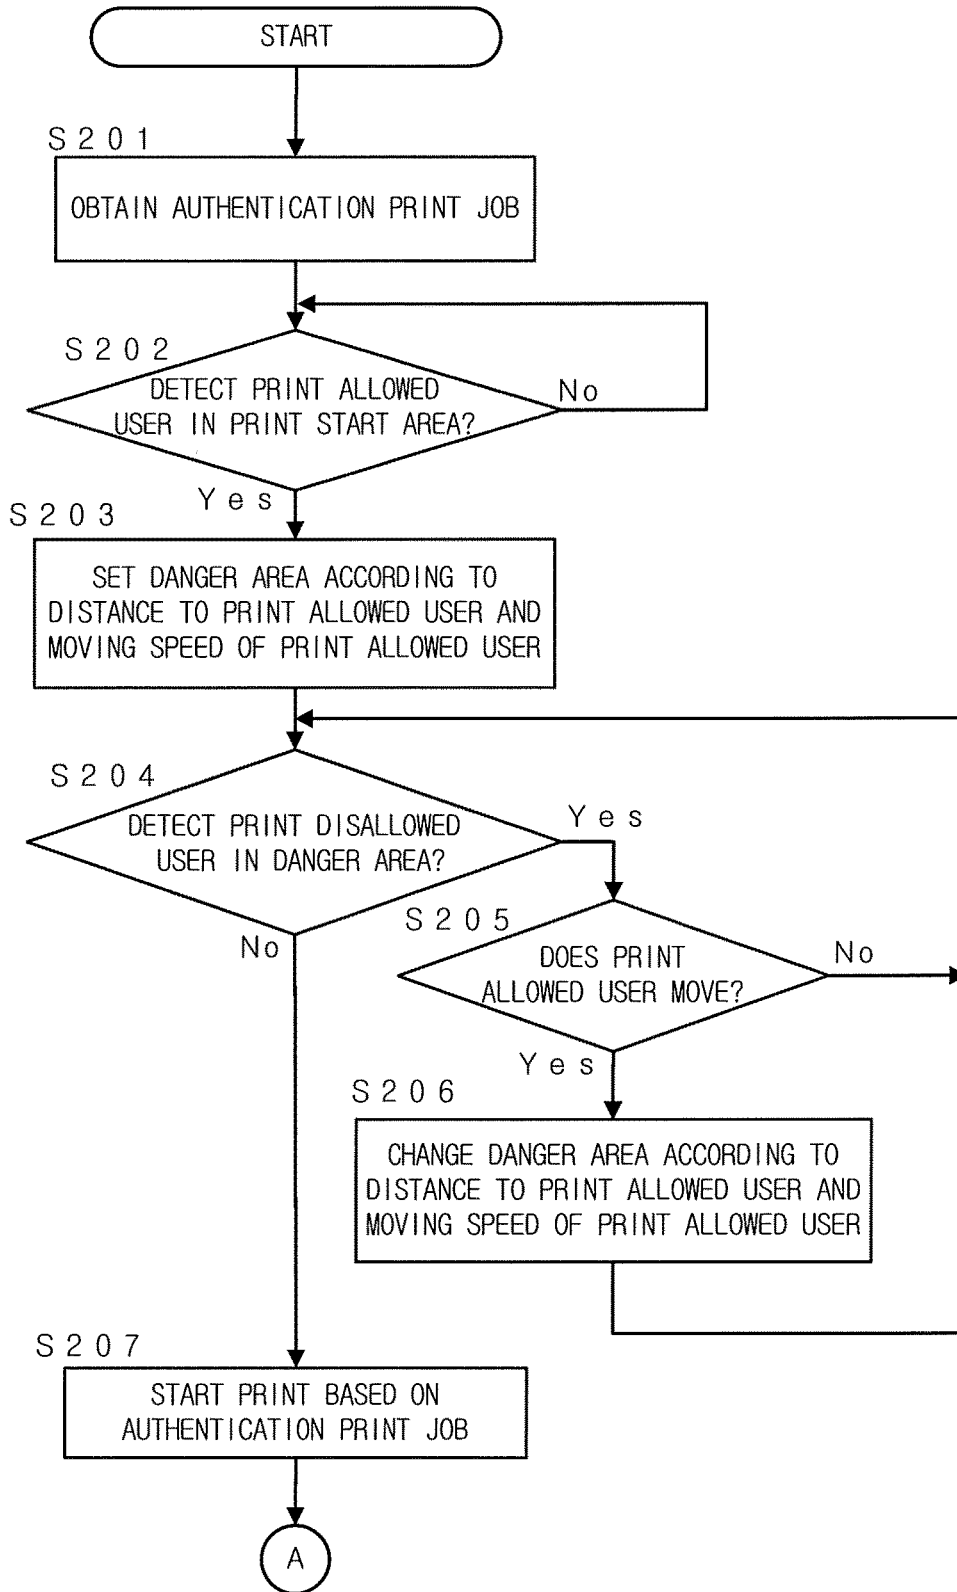 START
S201
OBTAIN AUTHENTICATION PRINT JOB
S202
DETECT PRINT ALLOWED
USER IN PRINT START AREA?
No
Yes
S203
SET DANGER AREA ACCORDING TO
DISTANCE TO PRINT ALLOWED USER AND
MOVING SPEED OF PRINT ALLOWED USER
S204
DETECT PRINT DISALLOWED
USER IN DANGER AREA?
Yes
No
S205
DOES PRINT
ALLOWED USER MOVE?
No
Yes
S206
CHANGE DANGER AREA ACCORDING TO
DISTANCE TO PRINT ALLOWED USER AND
MOVING SPEED OF PRINT ALLOWED USER
S207
START PRINT BASED ON
AUTHENTICATION PRINT JOB
A